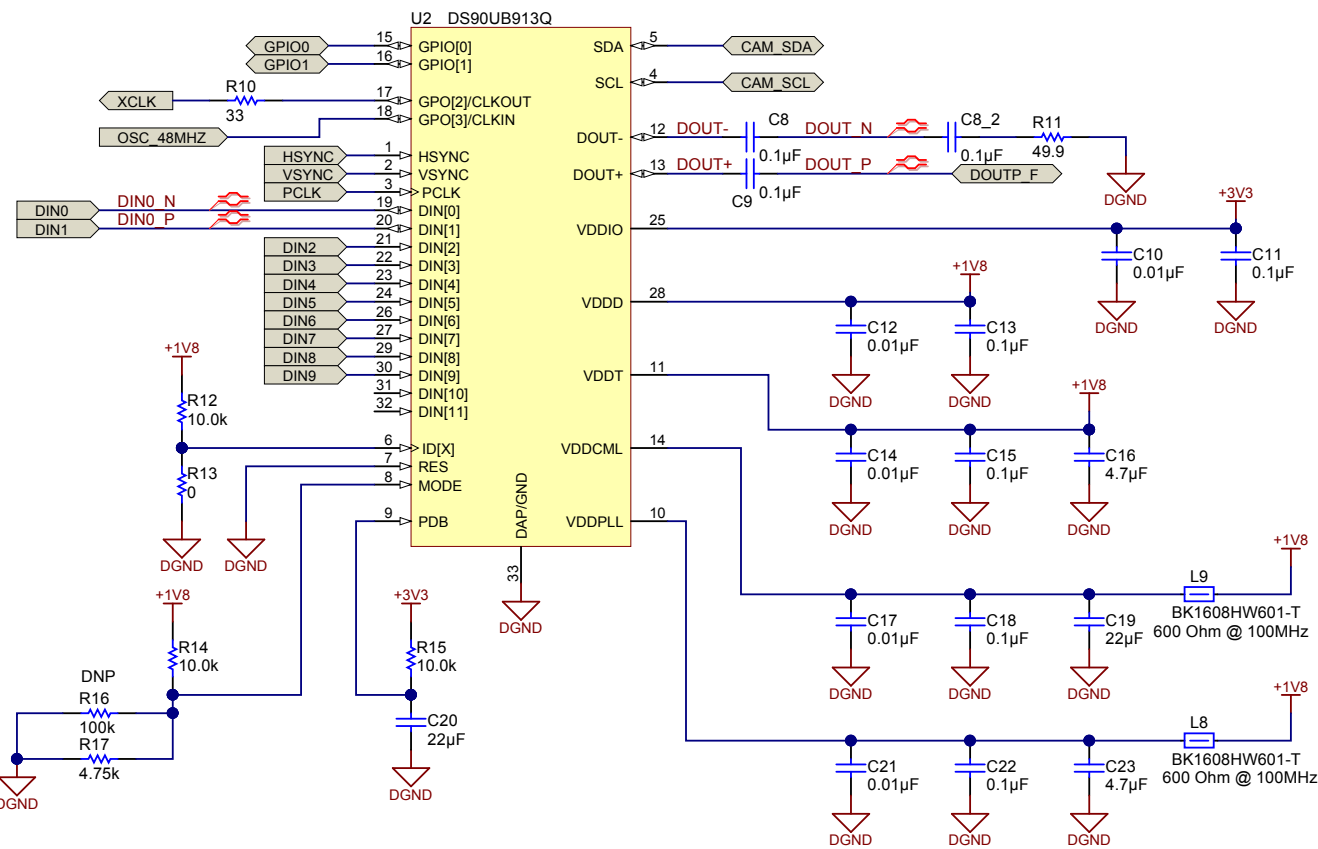 U2 DS90UB913Q
GPIO0 15 GPIO[0] SDA 5 CAM_SDA
GPIO1 16 GPIO[1]
SCL 4 CAM_SCL
R10
XCLK 17 GPO[2]/CLKOUT
33
18 GPO[3]/CLKIN
OSC_48MHZ
DOUT- 12 DOUT- C8 DOUT_N C8_2 R11
0.1µF 0.1µF 49.9
HSYNC 1 HSYNC
VSYNC 2 VSYNC
DOUT+ 13 DOUT+ DOUT_P DOUTP_F
C9 0.1µF
PCLK 3 PCLK
DGND
+3V3
DIN0 DIN0_N 19 DIN[0]
DIN1 DIN0_P 20 DIN[1]
VDDIO 25
DIN2 21 DIN[2]
C10 C11
0.01µF 0.1µF
DIN3 22 DIN[3]
+1V8
DIN4 23 DIN[4]
DIN5 24 DIN[5]
VDDD 28
DIN6 26 DIN[6]
DGND DGND
C12 C13
0.01µF 0.1µF
DIN7 27 DIN[7]
+1V8
DIN8 29 DIN[8]
DIN9 30 DIN[9]
VDDT 11
31 DIN[10]
+1V8
32 DIN[11]
DGND DGND
R12
10.0k
6 ID[X]
VDDCML 14
C14 C15 C16
0.01µF 0.1µF 4.7µF
7 RES
R13
0
8 MODE
9 PDB
DAP/GND
VDDPLL 10
DGND DGND DGND
DGND DGND
33
+1V8
L9
+1V8 +3V3
BK1608HW601-T
600 Ohm @ 100MHz
DGND
C17 C18 C19
0.01µF 0.1µF 22µF
R14
10.0k
R15
10.0k
DNP
DGND DGND DGND
+1V8
R16
100k
C20
22µF
L8
R17
4.75k
BK1608HW601-T
600 Ohm @ 100MHz
C21 C22 C23
0.01µF 0.1µF 4.7µF
DGND
DGND
DGND DGND DGND